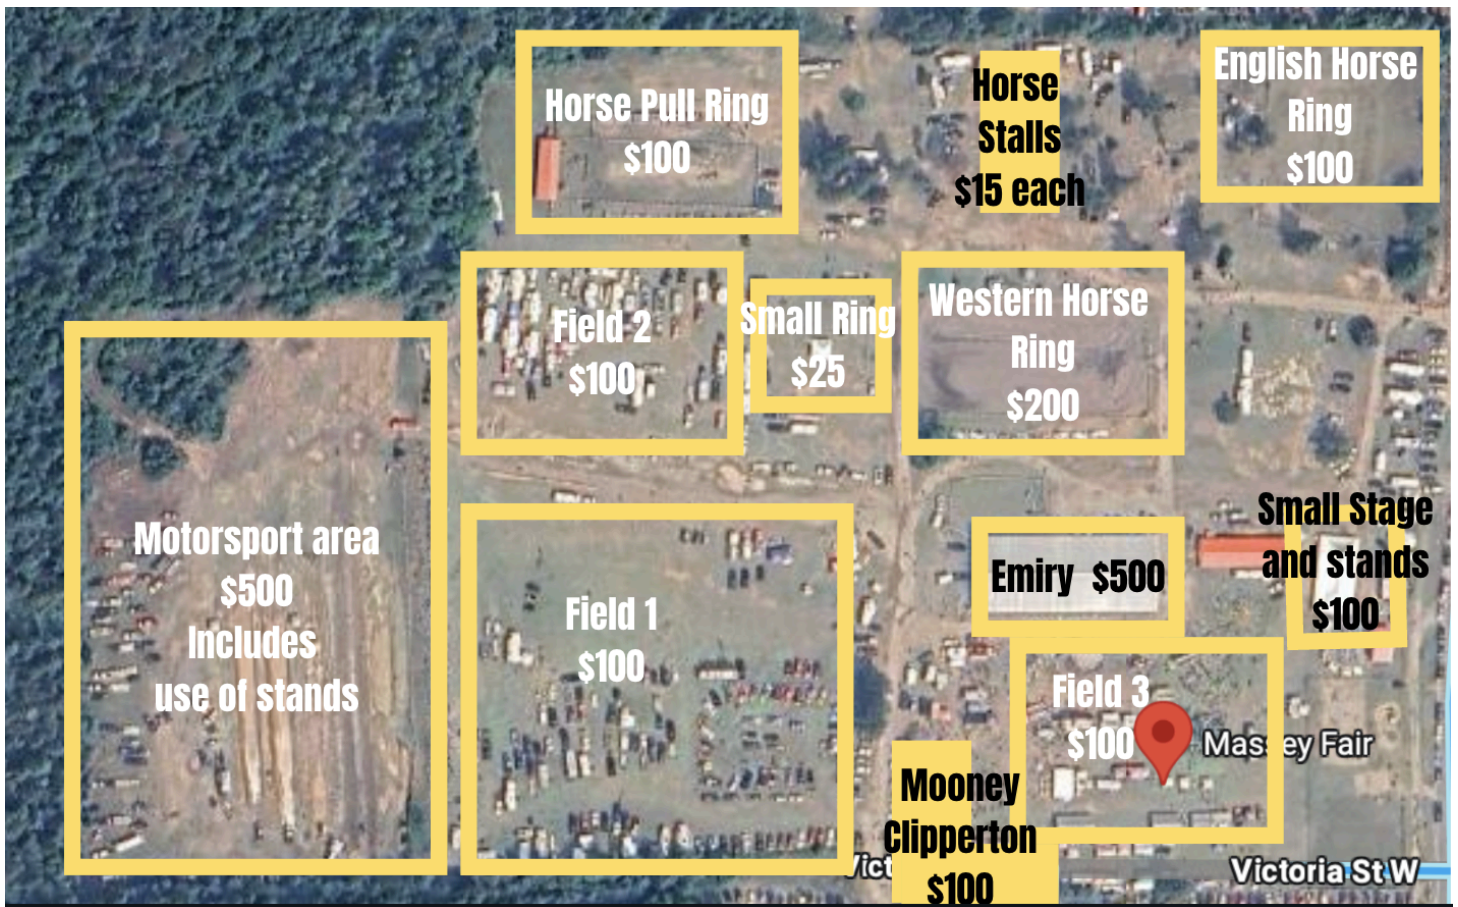 Horse Pull Ring
$100
Horse
Stalls
$15 each
English Horse
Ring
$100
Field 2
$100
Small Ring
$25
Western Horse
Ring
$200
Motorsport area
$500
Includes
use of stands
Field 1
$100
Emiry $500
Small Stage
and stands
$100
Field 3
$100
Massey Fair
Mooney
Clipperton
$100
Vict
Victoria St W